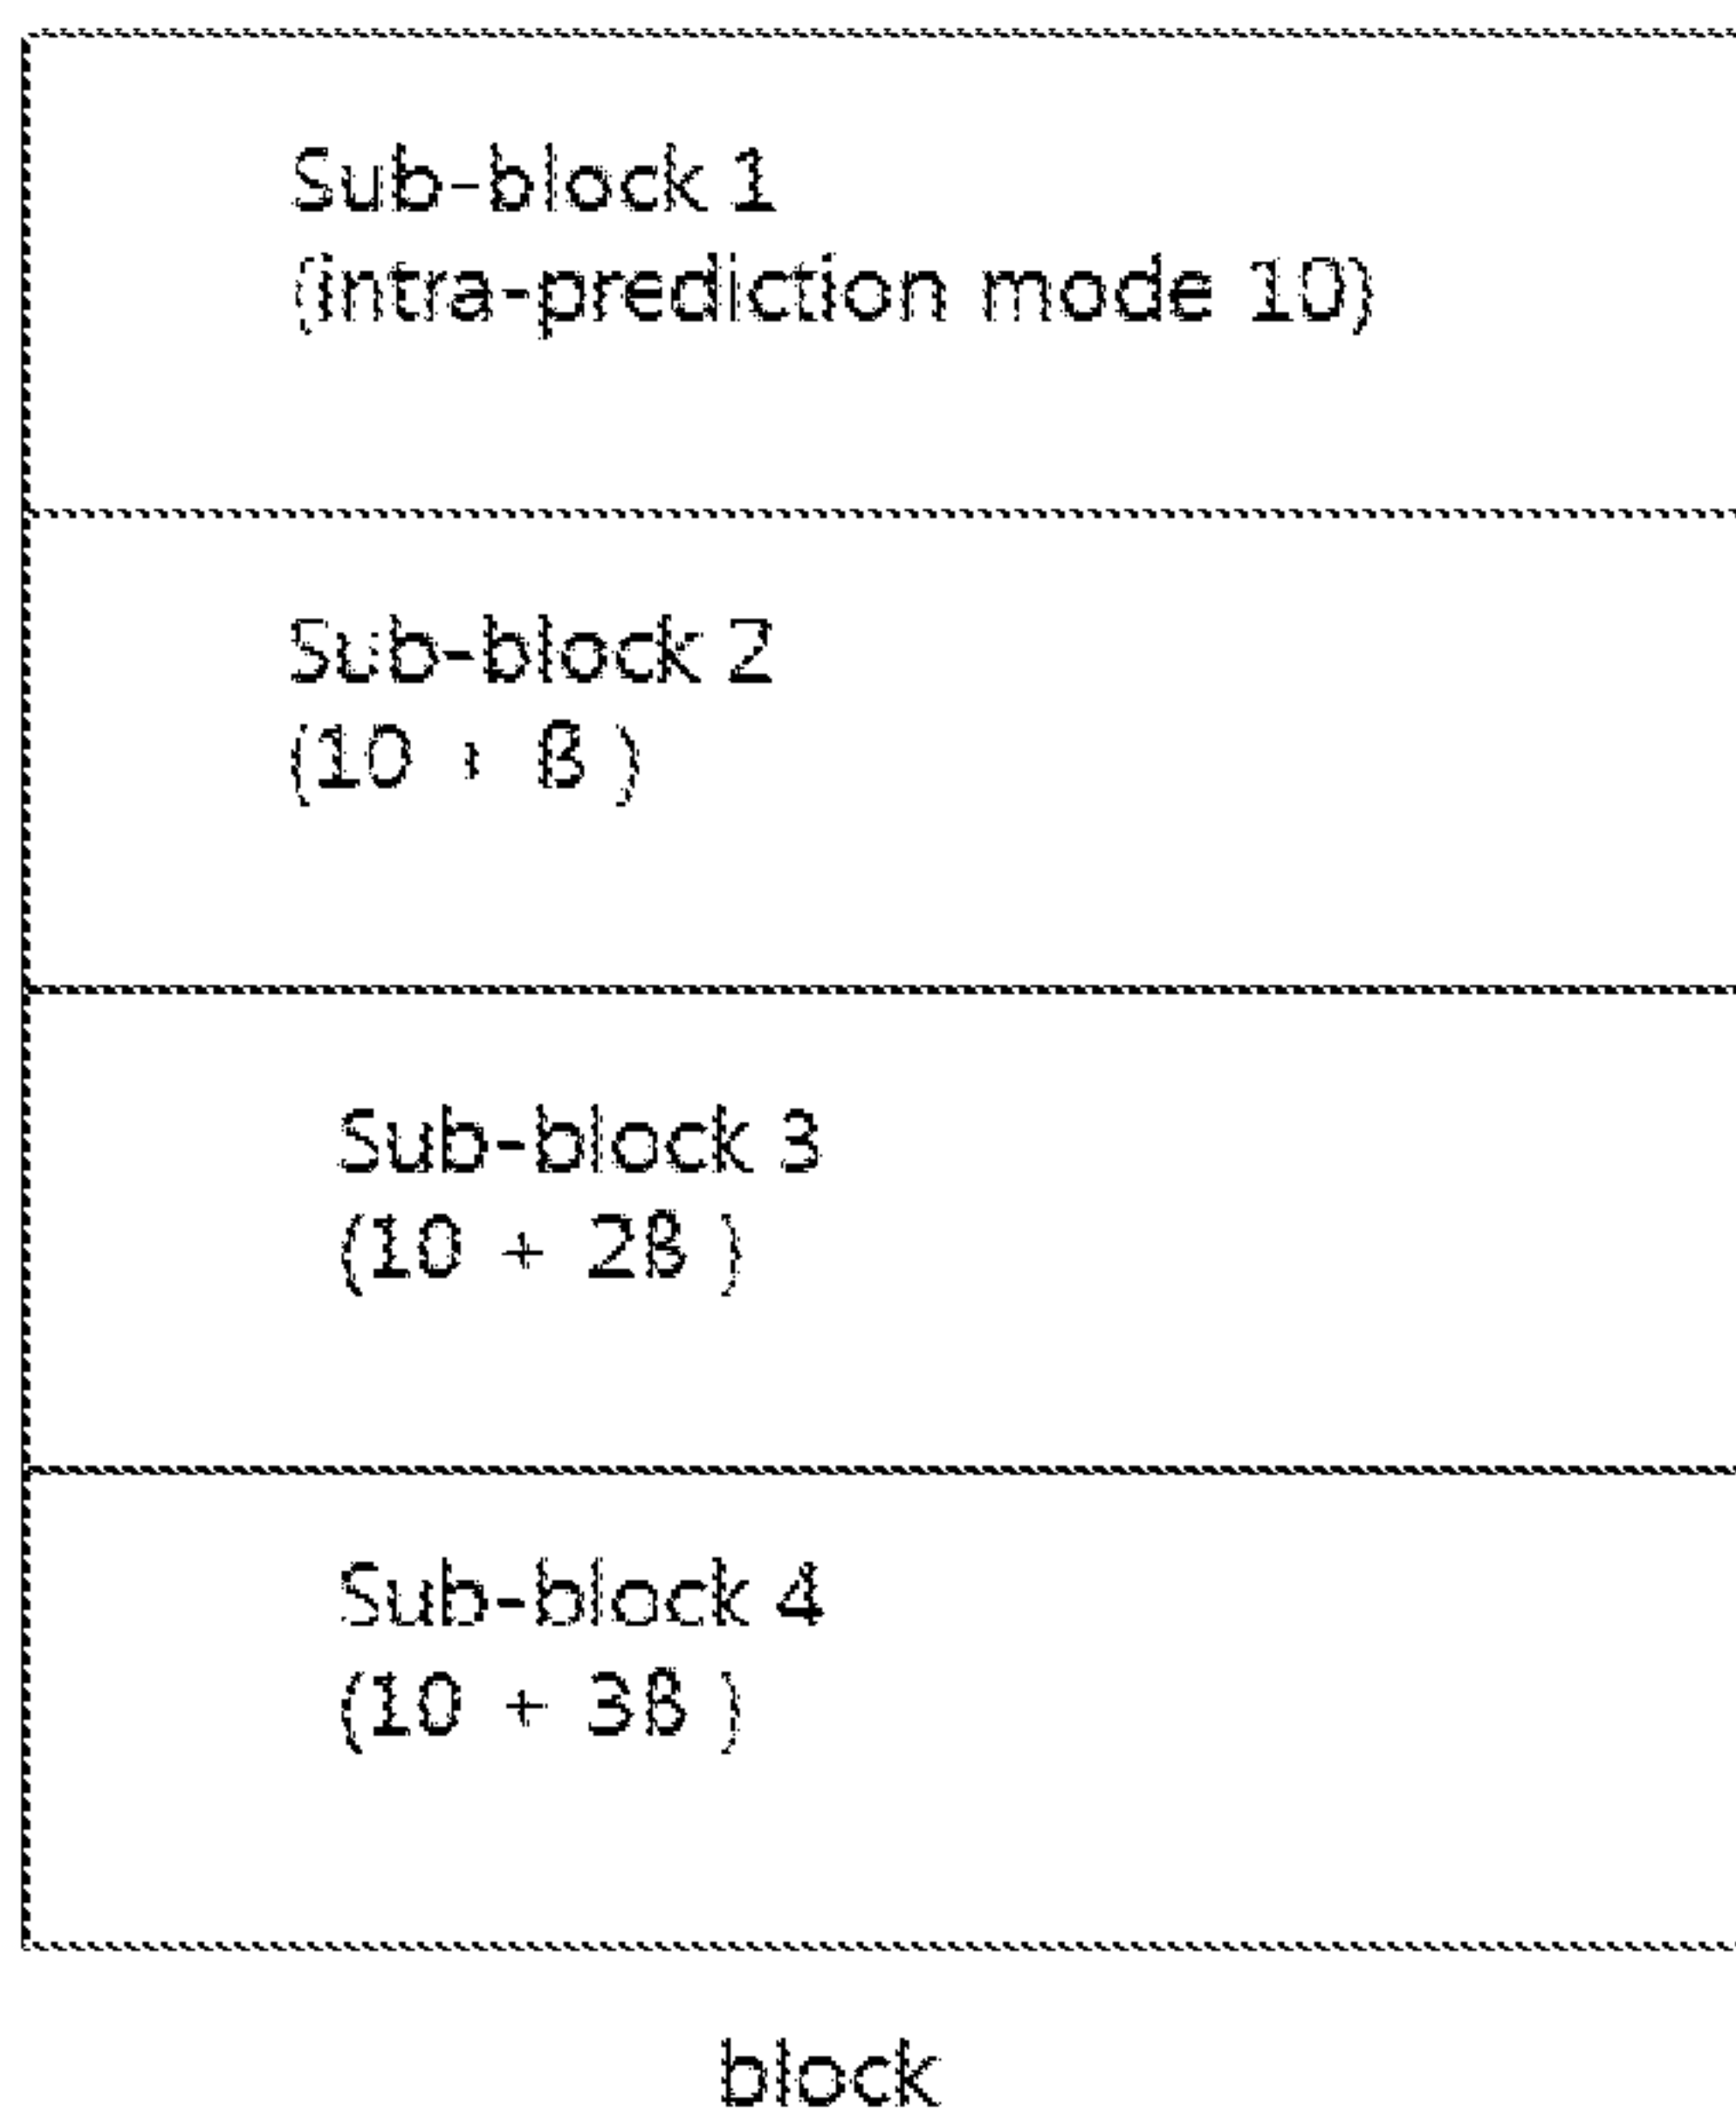 Sub-block 1
(intra-prediction mode 10)
Sub-block 2
(10 + β )
Sub-block 3
(10 + 2β )
Sub-block 4
(10 + 3β )
block